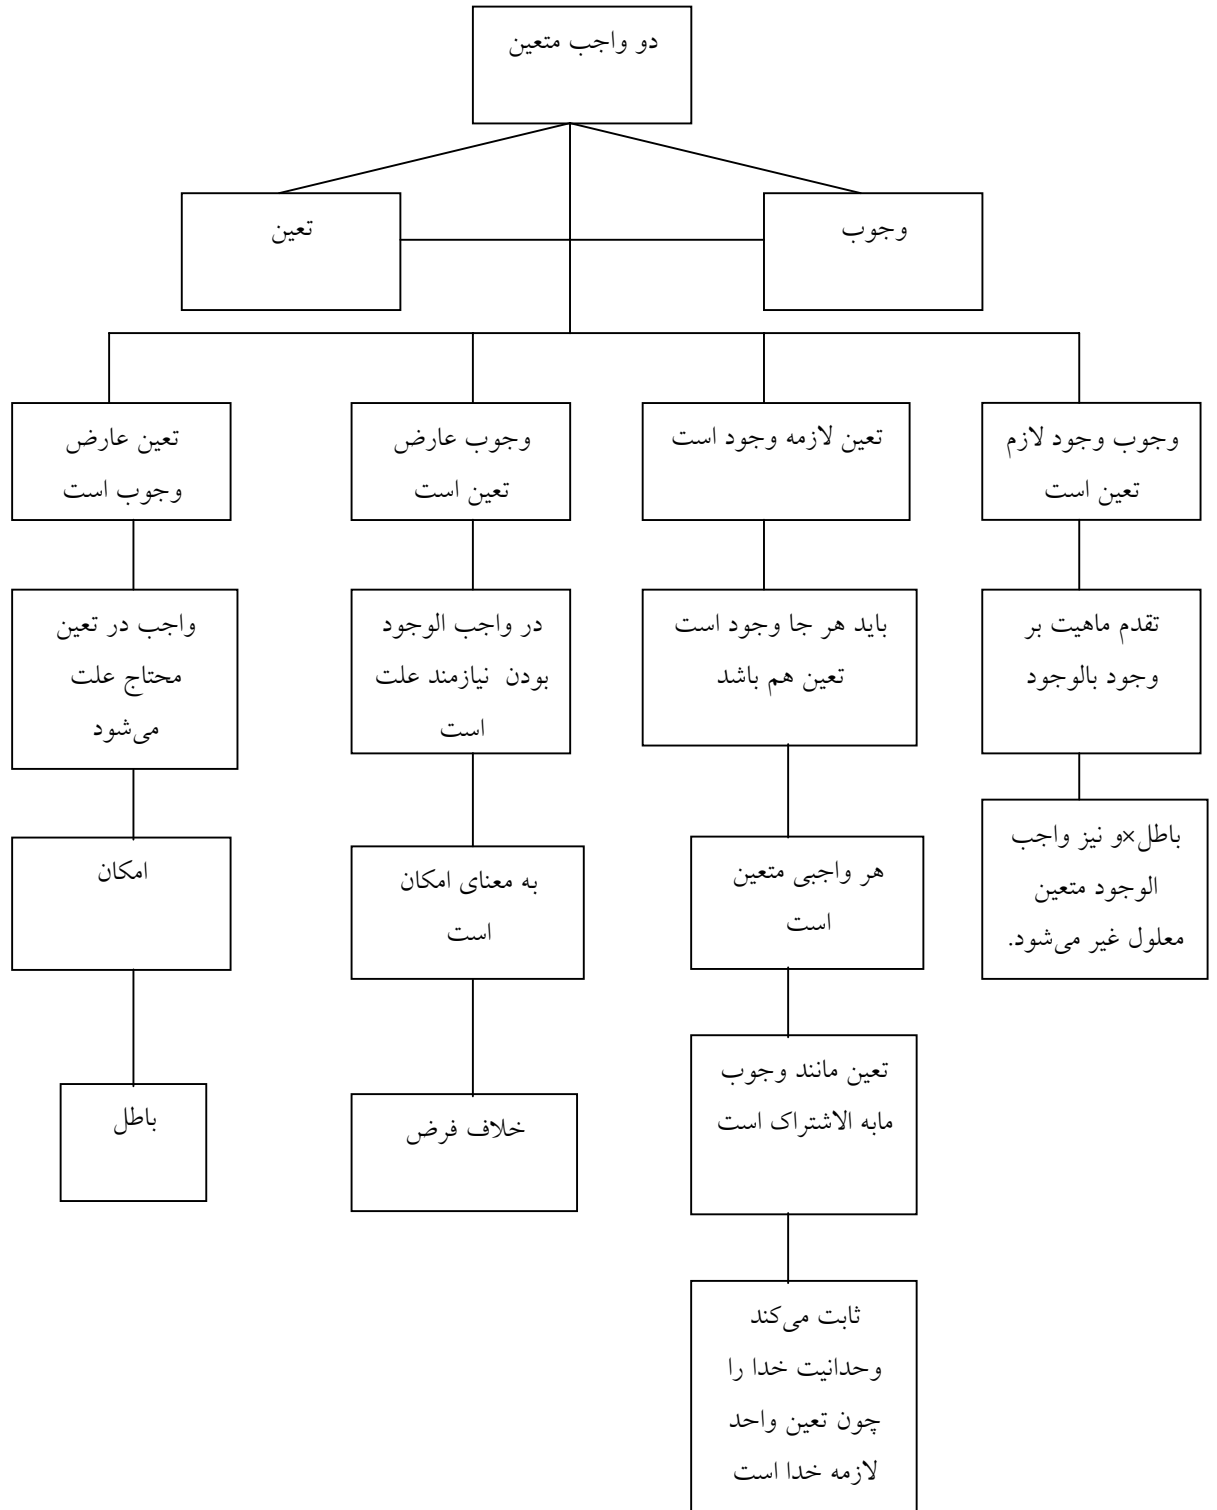 دو واجب متعین
وجوب
تعین
وجوب وجود لازم
تعین است
تعین لازمه وجود است
وجوب عارض
تعین است
تعین عارض
وجوب است
تقدم ماهیت بر
وجود بالوجود
باید هر جا وجود است
تعین هم باشد
در واجب الوجود
بودن نیازمند علت
است
واجب در تعین
محتاج علت
می‌شود
باطل×و نیز واجب
الوجود متعین
معلول غیر می‌شود.
هر واجبی متعین
است
به معنای امکان
است
امکان
تعین مانند وجوب
مابه الاشتراک است
خلاف فرض
باطل
ثابت می‌کند
وحدانیت خدا را
چون تعین واحد
لازمه خدا است